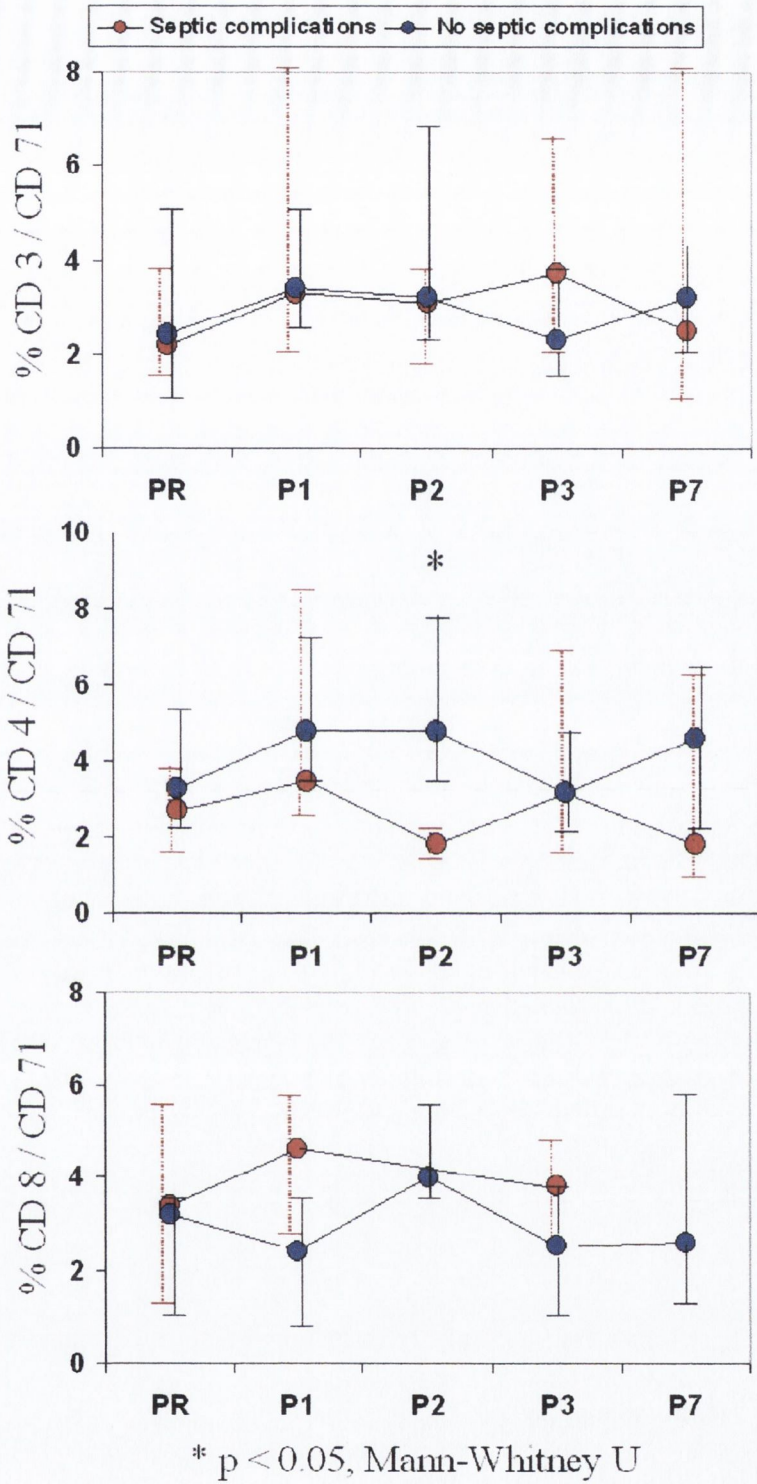 Septic complications No septic complications
% CD 3 / CD 71
8
6
4
2
0
PR P1 P2 P3 P7
% CD 4 / CD 71
10
8
6
4
2
0
*
PR P1 P2 P3 P7
% CD 8 / CD 71
8
6
4
2
0
PR P1 P2 P3 P7
* p < 0.05, Mann-Whitney U